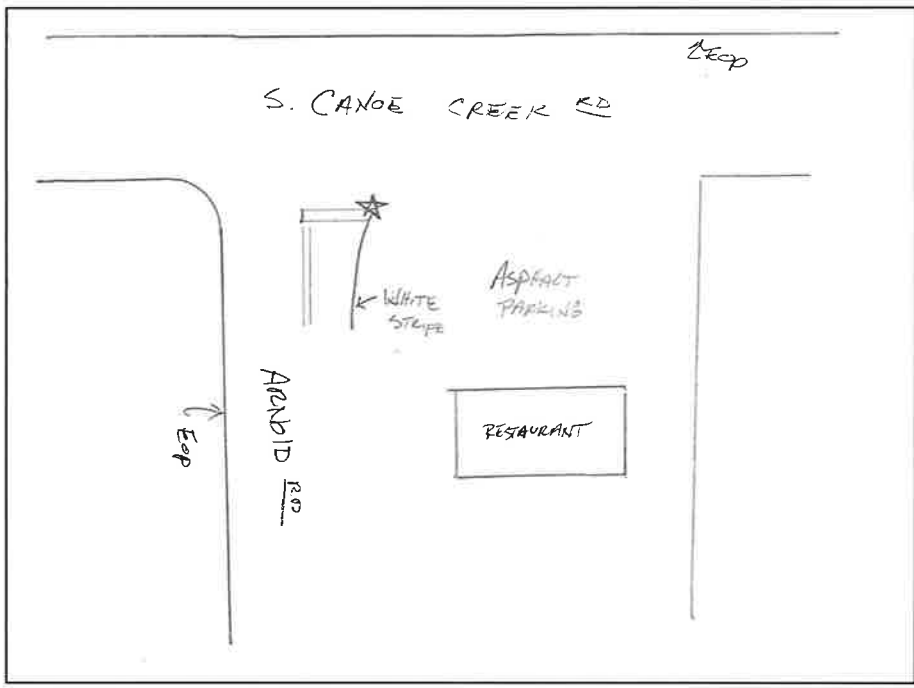 EOP
S. CANOE CREEK RD
ASPHALT
PARKING
WHITE
STRIPE
ARNOLD RD
EOP
RESTAURANT